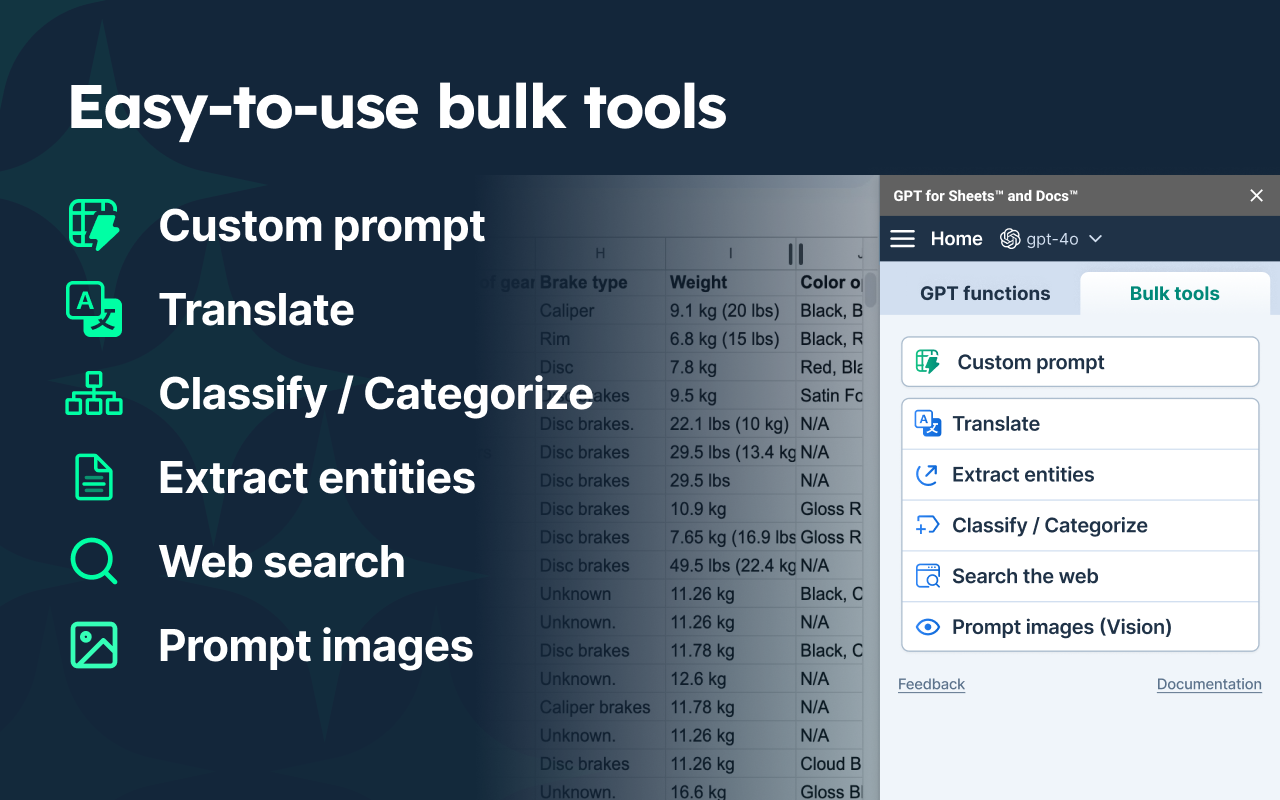 Easy-to-use bulk tools
Custom prompt
Translate
Classify / Categorize
Extract entities
Web search
Prompt images
H I
of gear Brake type Weight Color
Caliper 9.1 kg (20 lbs) Black,
Rim 6.8 kg (15 lbs) Black,
Disc 7.8 kg Red,
9.5 kg Satin
Disc brakes. 22.1 lbs (10 kg) N/A
Disc brakes 29.5 lbs (13.4 kg N/A
Disc brakes 29.5 lbs N/A
Disc brakes 10.9 kg Gloss
Disc brakes 7.65 kg (16.9 lbs Gloss
Disc brakes 49.5 lbs (22.4 kg N/A
Unknown 11.26 kg Black,
Unknown. 11.26 kg N/A
Disc brakes 11.78 kg Black,
Unknown. 12.6 kg N/A
Caliper brakes 11.78 kg N/A
Unknown. 11.26 kg N/A
Disc brakes 11.26 kg Cloud
Unknown. 16.6 kg Gloss
GPT for Sheets™ and Docs™
Home gpt-4o
GPT functions Bulk tools
Custom prompt
Translate
Extract entities
Classify / Categorize
Search the web
Prompt images (Vision)
Feedback Documentation